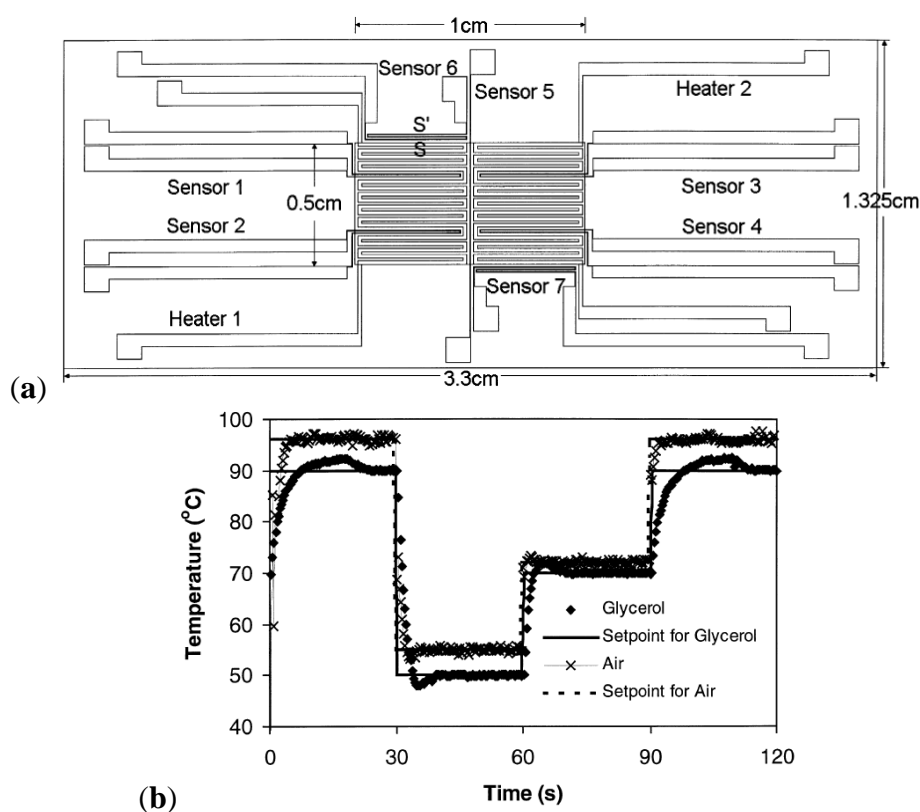 1cm
Sensor 6
Sensor 5
Heater 2
S'
S
Sensor 1
0.5cm
Sensor 3
1.325cm
Sensor 2
Sensor 4
Sensor 7
Heater 1
3.3cm
(a)
100
90
80
70
60
50
40
Temperature (°C)
Glycerol
Setpoint for Glycerol
Air
Setpoint for Air
0
30
60
90
120
Time (s)
(b)